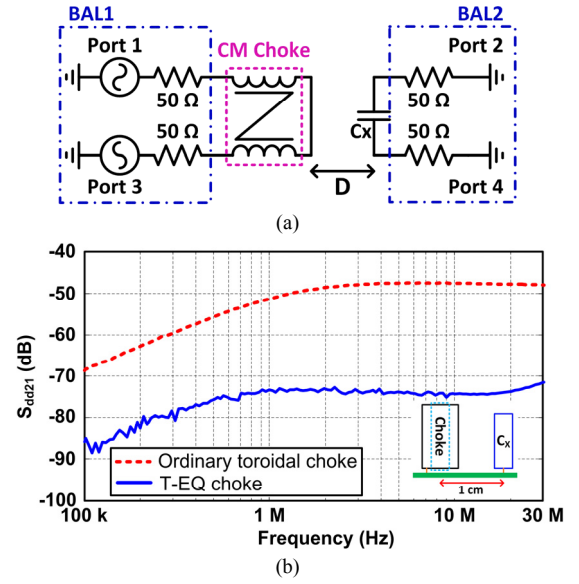 BAL1
BAL2
Port 1
CM Choke
Port 2
50 Ω
50 Ω
50 Ω
Cx
50 Ω
Port 3
D
Port 4
(a)
-40
-50
-60
-70
-80
-90
-100
Sdd21 (dB)
Choke
Cx
1 cm
Ordinary toroidal choke
T-EQ choke
100 k
1 M
10 M
30 M
Frequency (Hz)
(b)